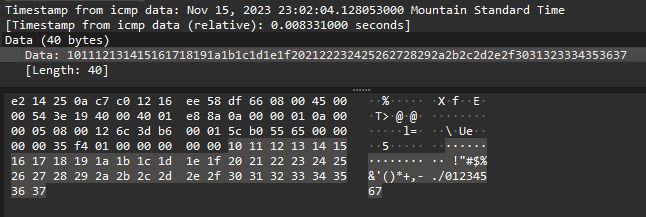 Timestamp from icmp data: Nov 15, 2023 23:02:04.128053000 Mountain Standard Time
[Timestamp from icmp data (relative): 0.008331000 seconds]
Data (40 bytes)
Data: 101112131415161718191a1b1c1d1e1f202122232425262728292a2b2c2d2e2f3031323334353637
[Length: 40]
e2 14 25 0a c7 c0 12 16 ee 58 df 66 08 00 45 00 ··%····· ·X·f··E·
00 54 3e 19 40 00 40 01 e8 8a 0a 00 00 01 0a 00 ·T>·@·@· ········
00 05 08 00 12 6c 3d b6 00 01 5c b0 55 65 00 00 ·····l=· ··\·Ue··
00 00 35 f4 01 00 00 00 00 00 10 11 12 13 14 15 ··5····· ········
16 17 18 19 1a 1b 1c 1d 1e 1f 20 21 22 23 24 25 ········ ·· !"#$%
26 27 28 29 2a 2b 2c 2d 2e 2f 30 31 32 33 34 35 &'()*+,- ./012345
36 37 67